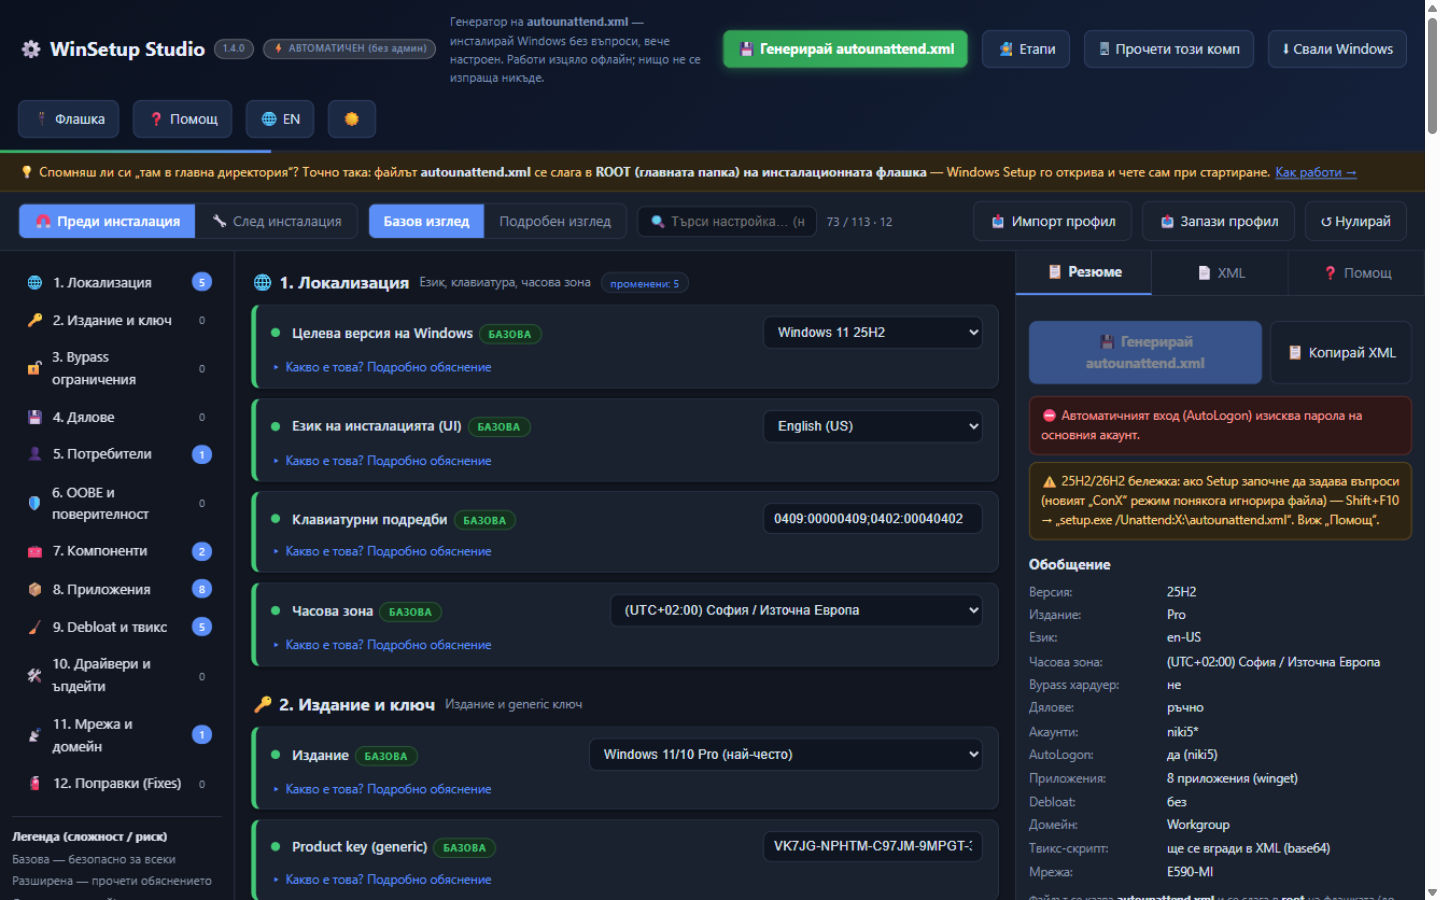 WinSetup Studio 1.4.0 АВТОМАТИЧЕН (без админ)
Генератор на autounattend.xml —
инсталирай Windows без въпроси, вече
настроен. Работи изцяло офлайн; нищо не се
изпраща никъде.
Генерирай autounattend.xml
Етапи
Прочети този комп
Свали Windows
Флашка
Помощ
EN
Спомняш ли си „там в главна директория“? Точно така: файлът autounattend.xml се слага в ROOT (главната папка) на инсталационната флашка — Windows Setup го открива и чете сам при стартиране. Как работи →
Преди инсталация
След инсталация
Базов изглед
Подробен изглед
Търси настройка... (н
73 / 113 · 12
Импорт профил
Запази профил
↺ Нулирай
1. Локализация 5
2. Издание и ключ 0
3. Bypass
ограничения 0
4. Дялове 0
5. Потребители 1
6. OOBE и
поверителност 0
7. Компоненти 2
8. Приложения 8
9. Debloat и твикс 5
10. Драйвери и
ъпдейти 0
11. Мрежа и
домейн 1
12. Поправки (Fixes) 0
Легенда (сложност / риск)
Базова — безопасно за всеки
Разширена — прочети обяснението
1. Локализация Език, клавиатура, часова зона променени: 5
Целева версия на Windows БАЗОВА Windows 11 25H2
Какво е това? Подробно обяснение
Език на инсталацията (UI) БАЗОВА English (US)
Какво е това? Подробно обяснение
Клавиатурни подредби БАЗОВА 0409:00000409;0402:00040402
Какво е това? Подробно обяснение
Часова зона БАЗОВА (UTC+02:00) София / Източна Европа
Какво е това? Подробно обяснение
2. Издание и ключ Издание и generic ключ
Издание БАЗОВА Windows 11/10 Pro (най-често)
Какво е това? Подробно обяснение
Product key (generic) БАЗОВА VK7JG-NPHTM-C97JM-9MPGT-
Какво е това? Подробно обяснение
Резюме
XML
Помощ
Генерирай
autounattend.xml
Копирай XML
Автоматичният вход (AutoLogon) изисква парола на
основния акаунт.
25H2/26H2 бележка: ако Setup започне да задава въпроси
(новият „ConX“ режим понякога игнорира файла) — Shift+F10
→ „setup.exe /Unattend:X:\autounattend.xml“. Виж „Помощ“.
Обобщение
Версия: 25H2
Издание: Pro
Език: en-US
Часова зона: (UTC+02:00) София / Източна Европа
Bypass хардуер: не
Дялове: ръчно
Акаунти: niki5*
AutoLogon: да (niki5)
Приложения: 8 приложения (winget)
Debloat: без
Домейн: Workgroup
Твикс-скрипт: ще се вгради в XML (base64)
Мрежа: E590-MI